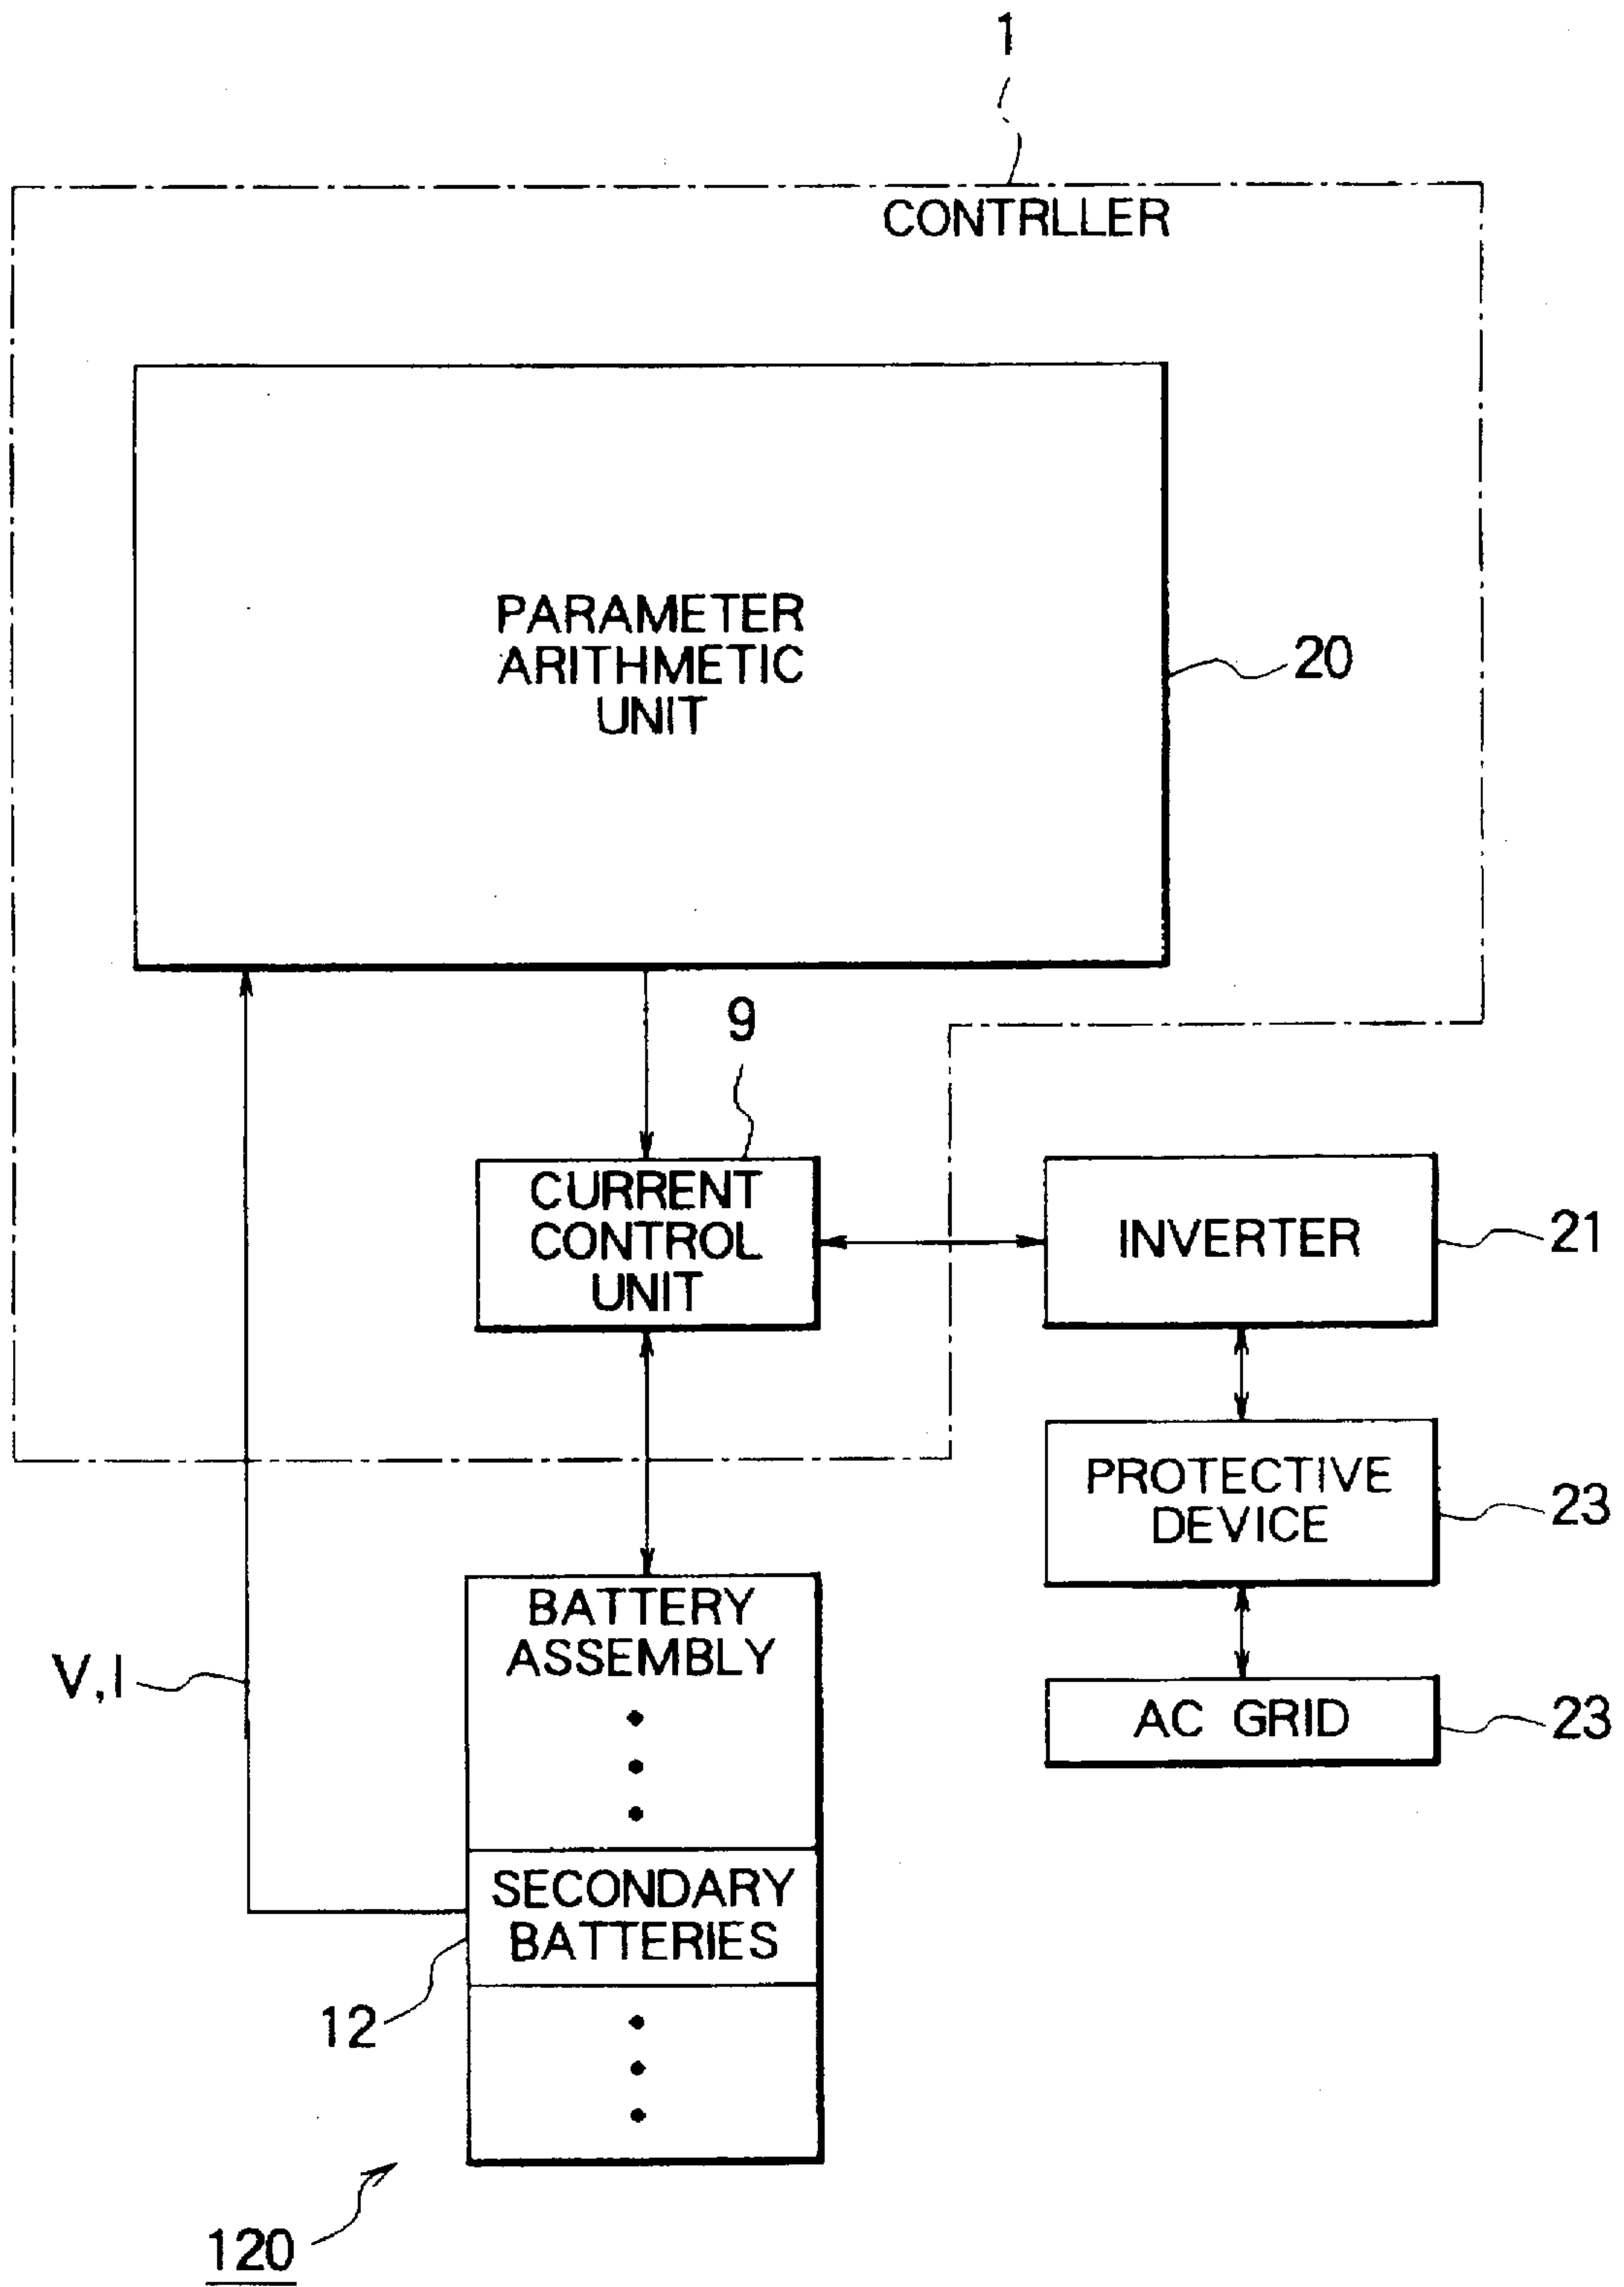 1
CONTRLLER
PARAMETER
ARITHMETIC
UNIT
20
9
CURRENT
CONTROL
UNIT
INVERTER
21
PROTECTIVE
DEVICE
23
BATTERY
ASSEMBLY
V,I
AC GRID
23
SECONDARY
BATTERIES
12
120